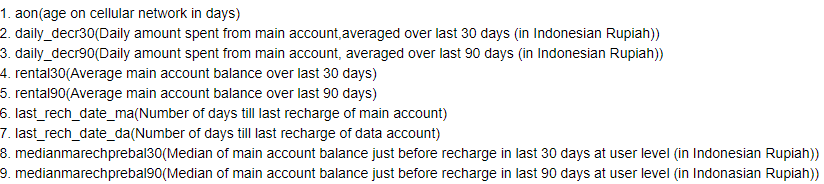 1. aon(age on cellular network in days)
2. daily_decr30(Daily amount spent from main account,averaged over last 30 days (in Indonesian Rupiah))
3. daily_decr90(Daily amount spent from main account, averaged over last 90 days (in Indonesian Rupiah))
4. rental30(Average main account balance over last 30 days)
5. rental90(Average main account balance over last 90 days)
6. last_rech_date_ma(Number of days till last recharge of main account)
7. last_rech_date_da(Number of days till last recharge of data account)
8. medianmarechprebal30(Median of main account balance just before recharge in last 30 days at user level (in Indonesian Rupiah))
9. medianmarechprebal90(Median of main account balance just before recharge in last 90 days at user level (in Indonasian Rupiah))